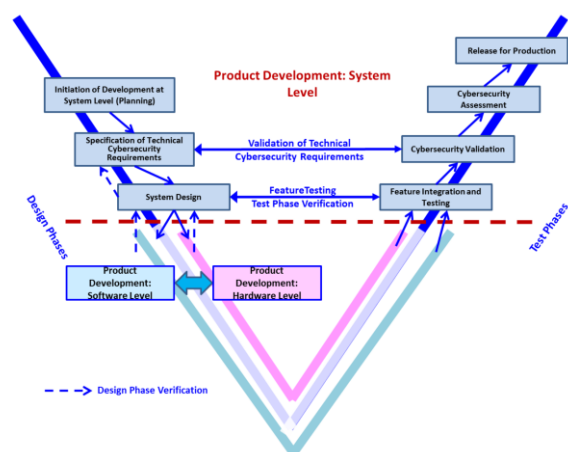 Release for Production
Product Development: System
Level
Initiation of Development at
System Level (Planning)
Cybersecurity
Assessment
Specification of Technical
Cybersecurity
Requirements
Validation of Technical
Cybersecurity Requirements
Cybersecurity Validation
System Design
FeatureTesting
Test Phase Verification
Feature Integration and
Testing
Design Phases
Test Phases
Product
Development:
Software Level
Product
Development:
Hardware Level
Design Phase Verification